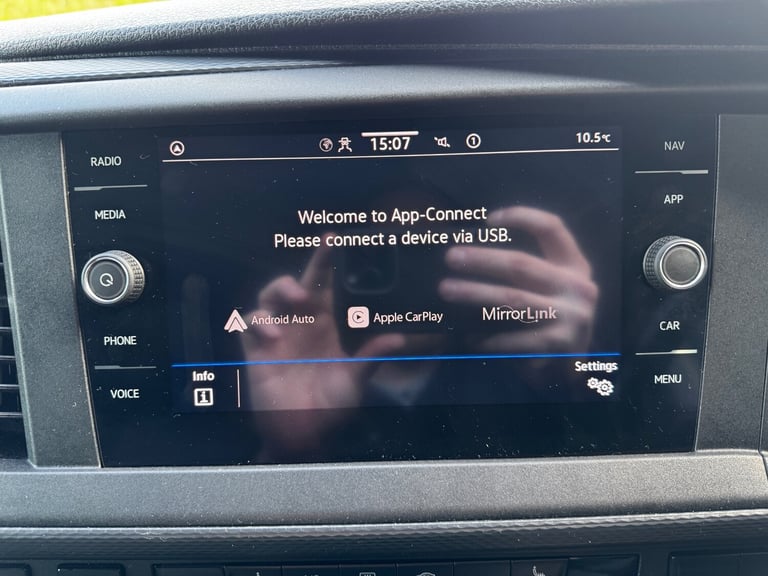 RADIO
MEDIA
PHONE
VOICE
15:07
1
10.5°C
Welcome to App-Connect
Please connect a device via USB.
Android Auto
Apple CarPlay
MirrorLink
Info
i
Settings
NAV
APP
CAR
MENU